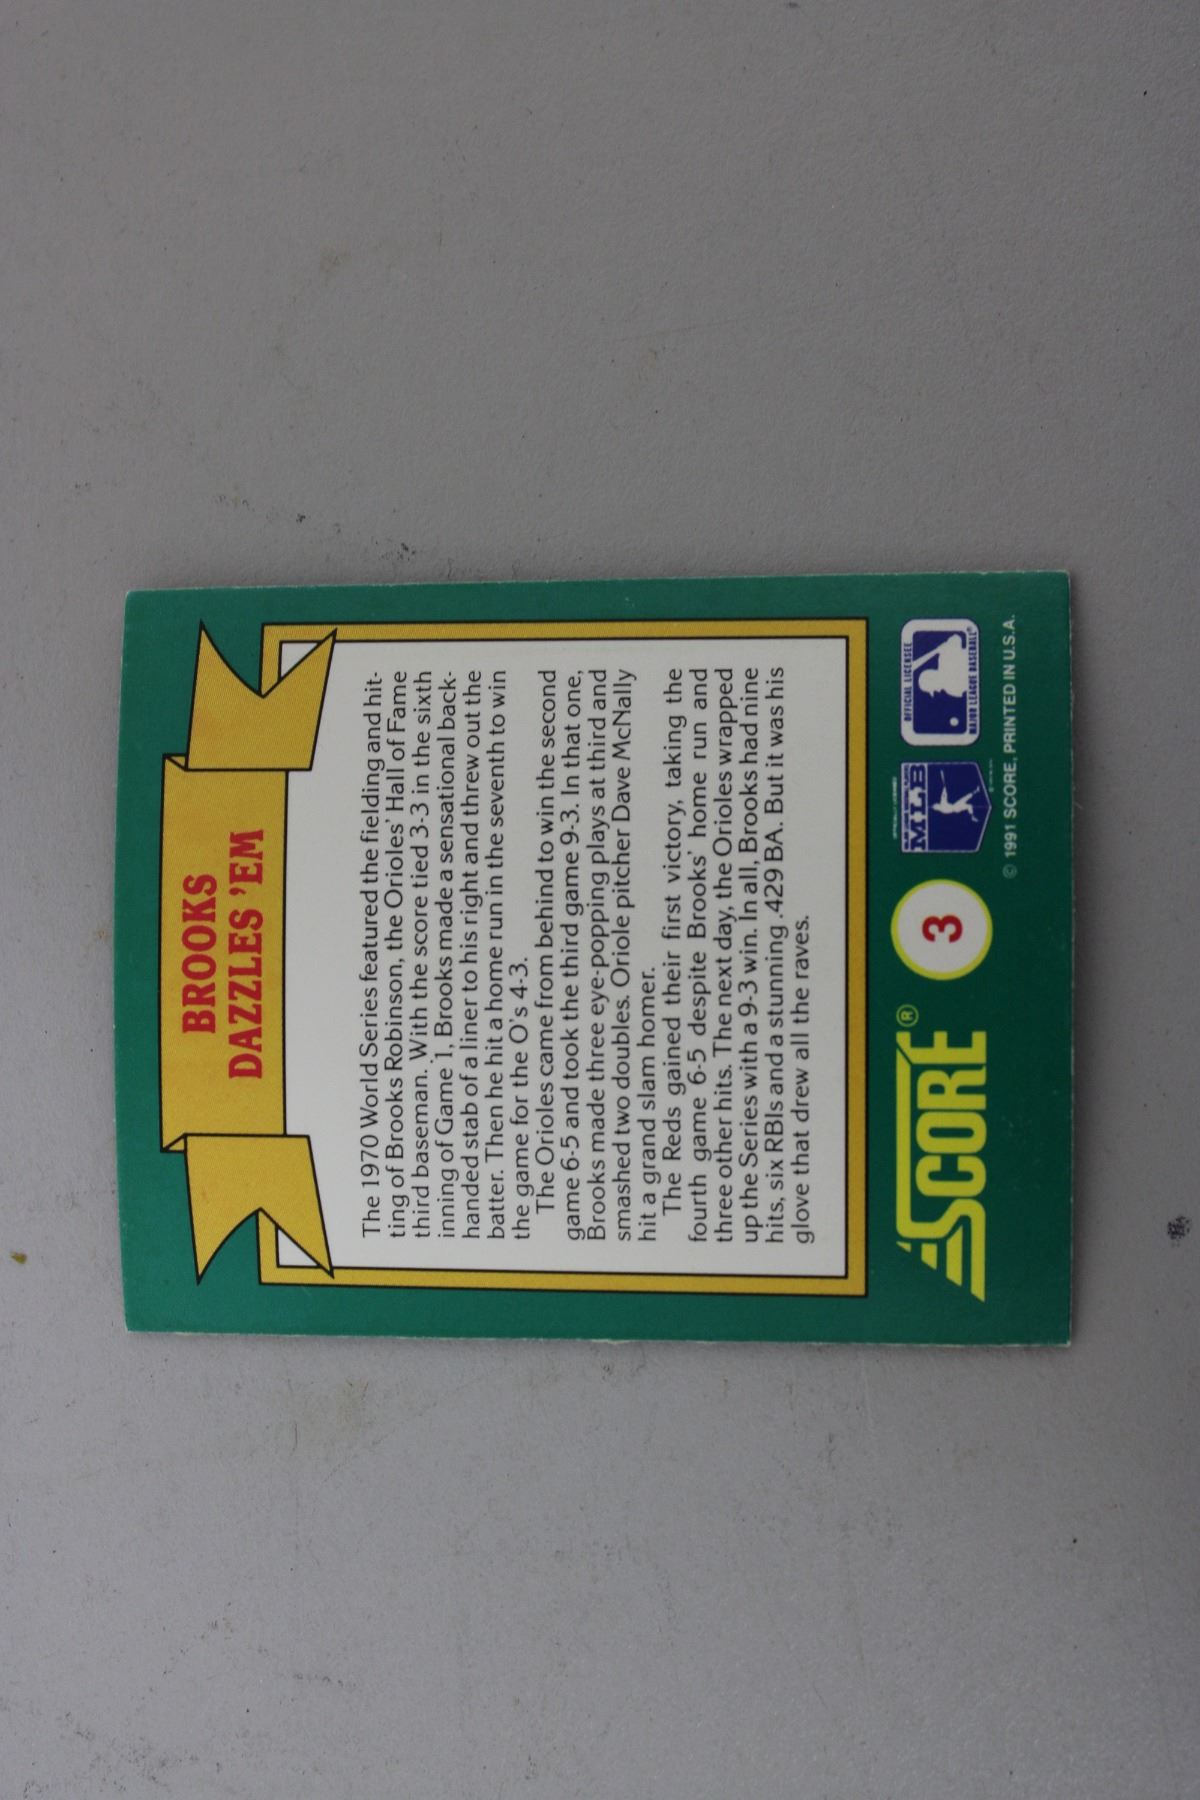 BROOKS
DAZZLES 'EM
The 1970 World Series featured the fielding and hit-
ting of Brooks Robinson, the Orioles' Hall of Fame
third baseman. With the score tied 3-3 in the sixth
inning of Game 1, Brooks made a sensational back-
handed stab of a liner to his right and threw out the
batter. Then he hit a home run in the seventh to win
the game for the O's 4-3.
The Orioles came from behind to win the second
game 6-5 and took the third game 9-3. In that one,
Brooks made three eye-popping plays at third and
smashed two doubles. Oriole pitcher Dave McNally
hit a grand slam homer.
The Reds gained their first victory, taking the
fourth game 6-5 despite Brooks' home run and
three other hits. The next day, the Orioles wrapped
up the Series with a 9-3 win. In all, Brooks had nine
hits, six RBIs and a stunning .429 BA. But it was his
glove that drew all the raves.
SCORE®
3
MLB
OFFICIAL LICENSEE
MAJOR LEAGUE BASEBALL®
© 1991 SCORE, PRINTED IN U.S.A.